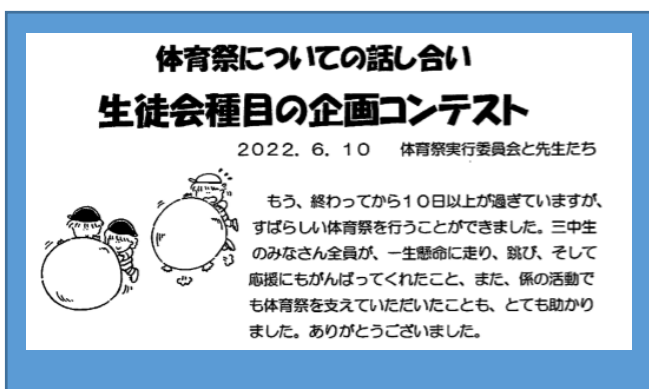 体育祭についての話し合い
生徒会種目の企画コンテスト
2022．6．10　体育祭実行委員会と先生たち
もう、終わってから10日以上が過ぎていますが、
すばらしい体育祭を行うことができました。三中生
のみなさん全員が、一生懸命に走り、跳び、そして
応援にもがんばってくれたこと、また、係の活動で
も体育祭を支えていただいたことも、とても助かり
ました。ありがとうございました。